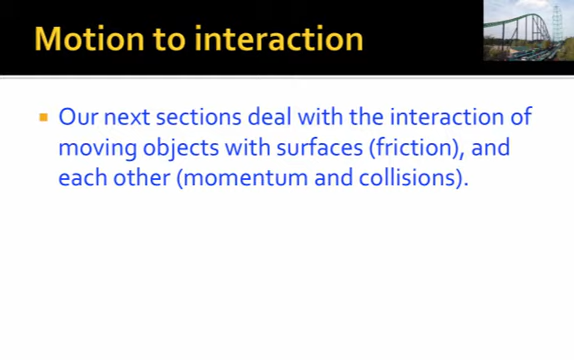 Motion to interaction
Our next sections deal with the interaction of
moving objects with surfaces (friction), and
each other (momentum and collisions).